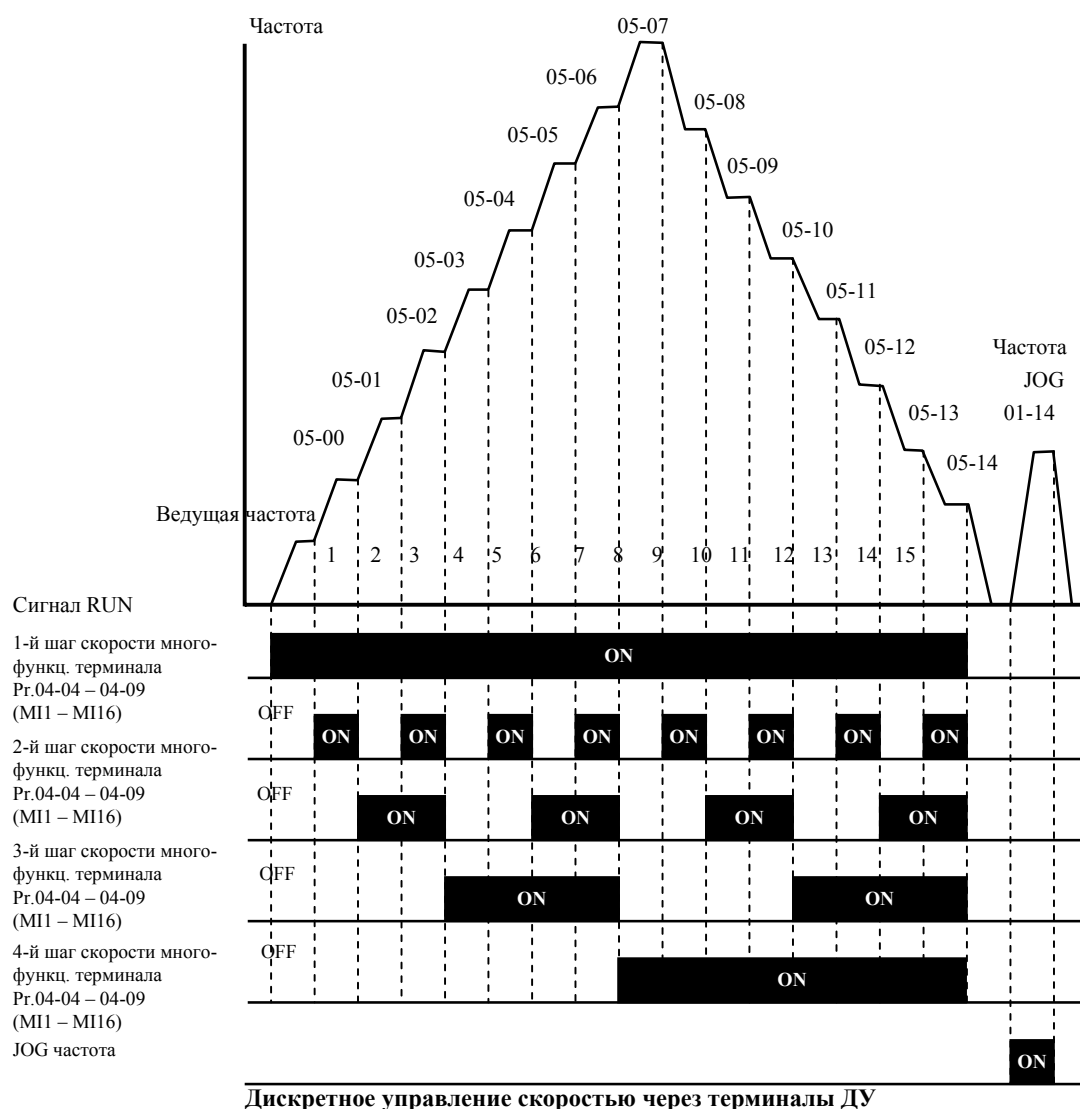 Частота
05-07
05-06
05-08
05-05
05-09
05-04
05-10
05-03
05-11
05-02
05-12
Частота
JOG
05-01
05-13
01-14
05-00
05-14
Ведущая частота
1 2 3 4 5 6 7 8 9 10 11 12 13 14 15
Сигнал RUN
1-й шаг скорости много-
функц. терминала
Pr.04-04 – 04-09
(MI1 – MI16)
ON
OFF
ON ON ON ON ON ON ON ON
2-й шаг скорости много-
функц. терминала
Pr.04-04 – 04-09
(MI1 – MI16)
OFF
ON ON ON ON
3-й шаг скорости много-
функц. терминала
Pr.04-04 – 04-09
(MI1 – MI16)
OFF
ON ON
4-й шаг скорости много-
функц. терминала
Pr.04-04 – 04-09
(MI1 – MI16)
OFF
ON
JOG частота
ON
Дискретное управление скоростью через терминалы ДУ